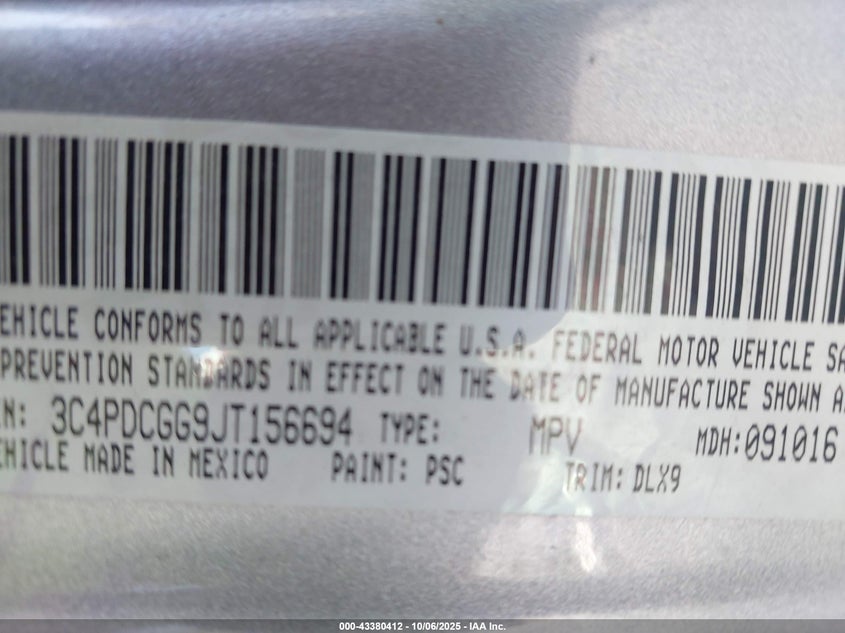 EHICLE CONFORMS TO ALL APPLICABLE U.S.A. FEDERAL MOTOR VEHICLE SA
PREVENTION STANDARDS IN EFFECT ON THE DATE OF MANUFACTURE SHOWN A
N: 3C4PDCGG9JT156694 TYPE: MPV MDH:091016
EHICLE MADE IN MEXICO PAINT: PSC TRIM: DLX9
000-43380412 - 10/06/2025 - IAA Inc.